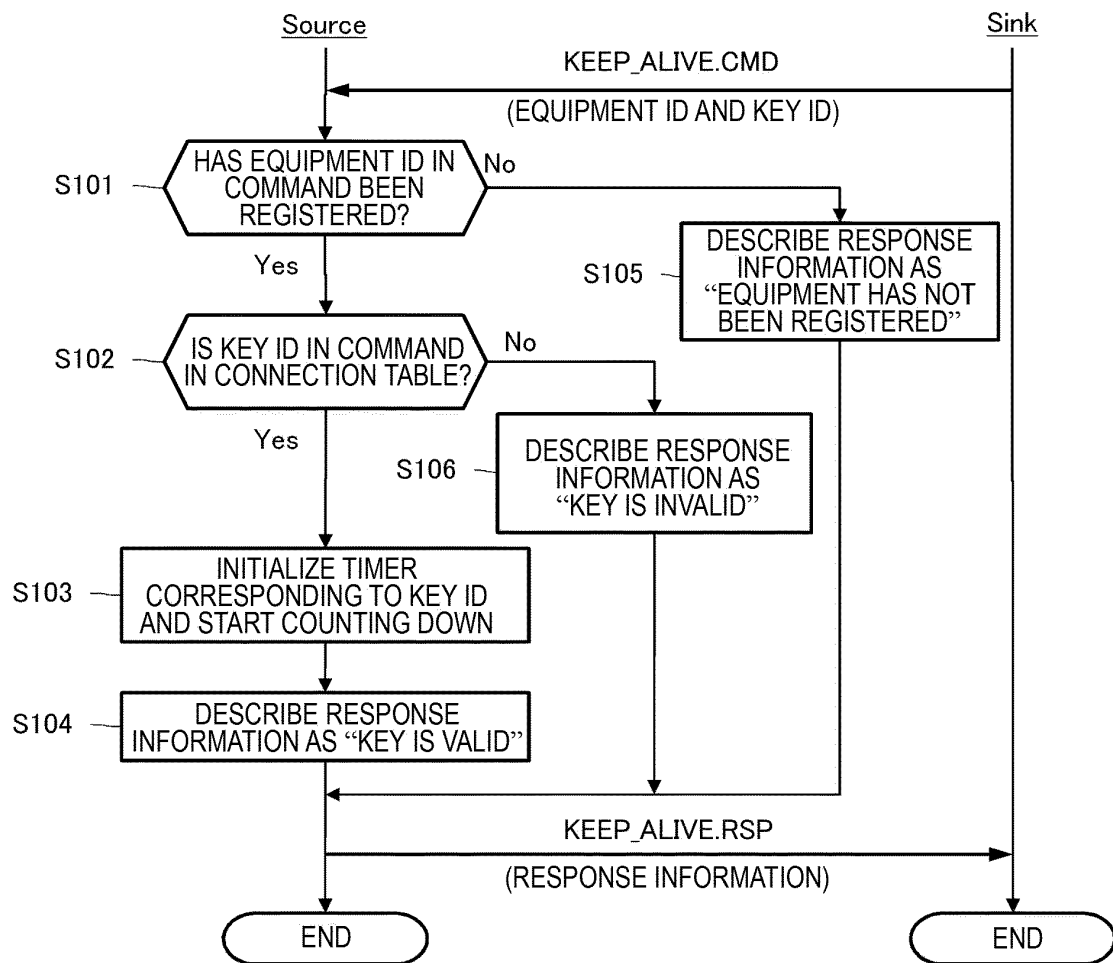 Source
Sink
KEEP_ALIVE.CMD
(EQUIPMENT ID AND KEY ID)
S101
HAS EQUIPMENT ID IN
COMMAND BEEN
REGISTERED?
No
Yes
S105
DESCRIBE RESPONSE
INFORMATION AS
“EQUIPMENT HAS NOT
BEEN REGISTERED”
S102
IS KEY ID IN COMMAND
IN CONNECTION TABLE?
No
Yes
S106
DESCRIBE RESPONSE
INFORMATION AS
“KEY IS INVALID”
S103
INITIALIZE TIMER
CORRESPONDING TO KEY ID
AND START COUNTING DOWN
S104
DESCRIBE RESPONSE
INFORMATION AS “KEY IS VALID”
KEEP_ALIVE.RSP
(RESPONSE INFORMATION)
END
END